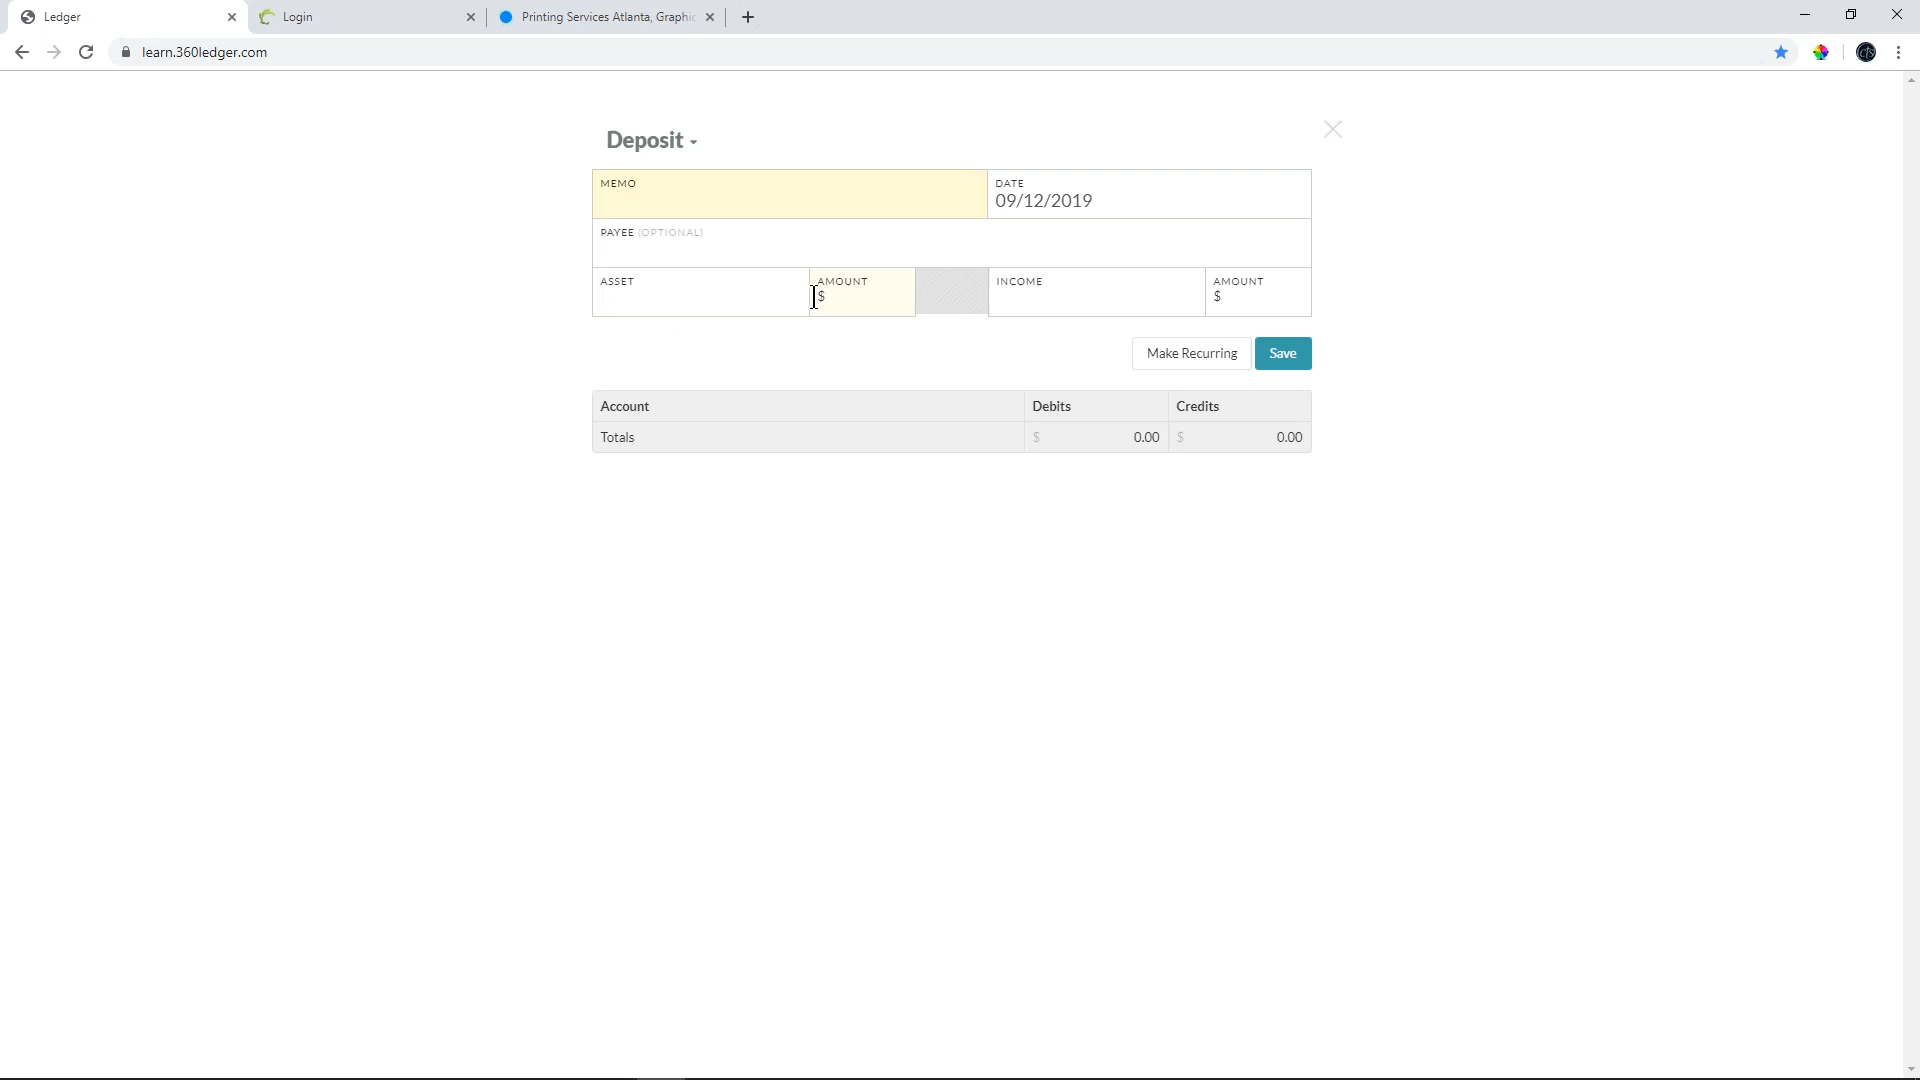 Ledger
Login
Printing Services Atlanta, Graphic
learn.360ledger.com
Deposit
MEMO
DATE
09/12/2019
PAYEE (OPTIONAL)
ASSET
AMOUNT
$
INCOME
AMOUNT
$
Make Recurring
Save
Account
Debits
Credits
Totals
$ 0.00
$ 0.00